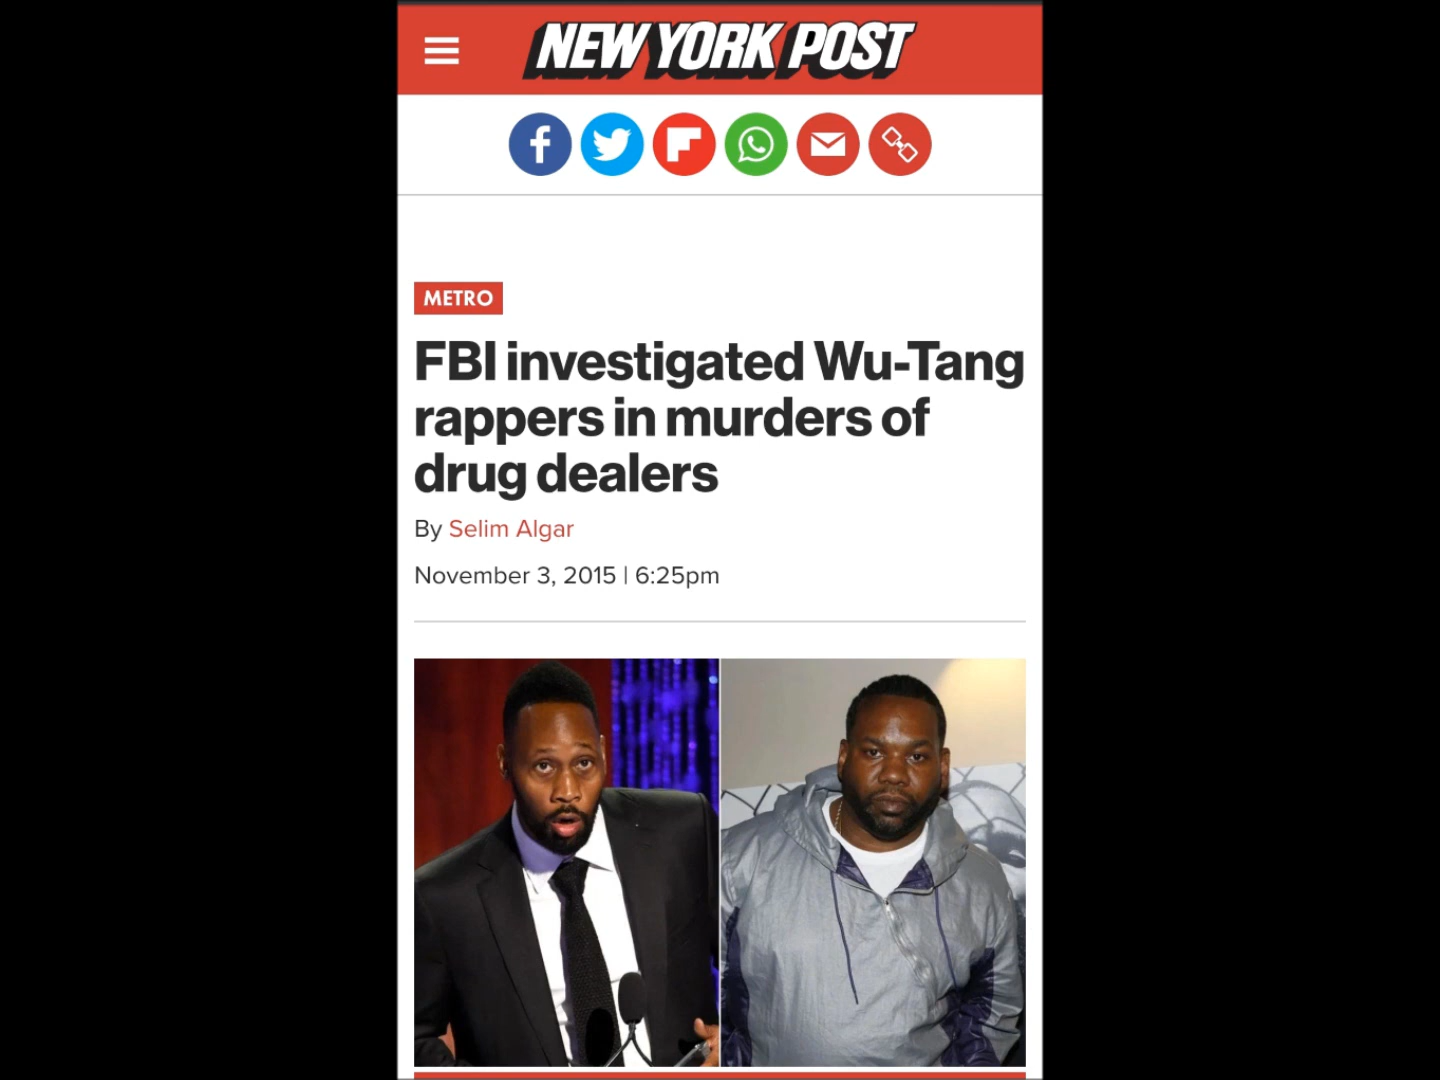 NEW YORK POST
METRO
FBI investigated Wu-Tang
rappers in murders of
drug dealers
By Selim Algar
November 3, 2015 | 6:25pm